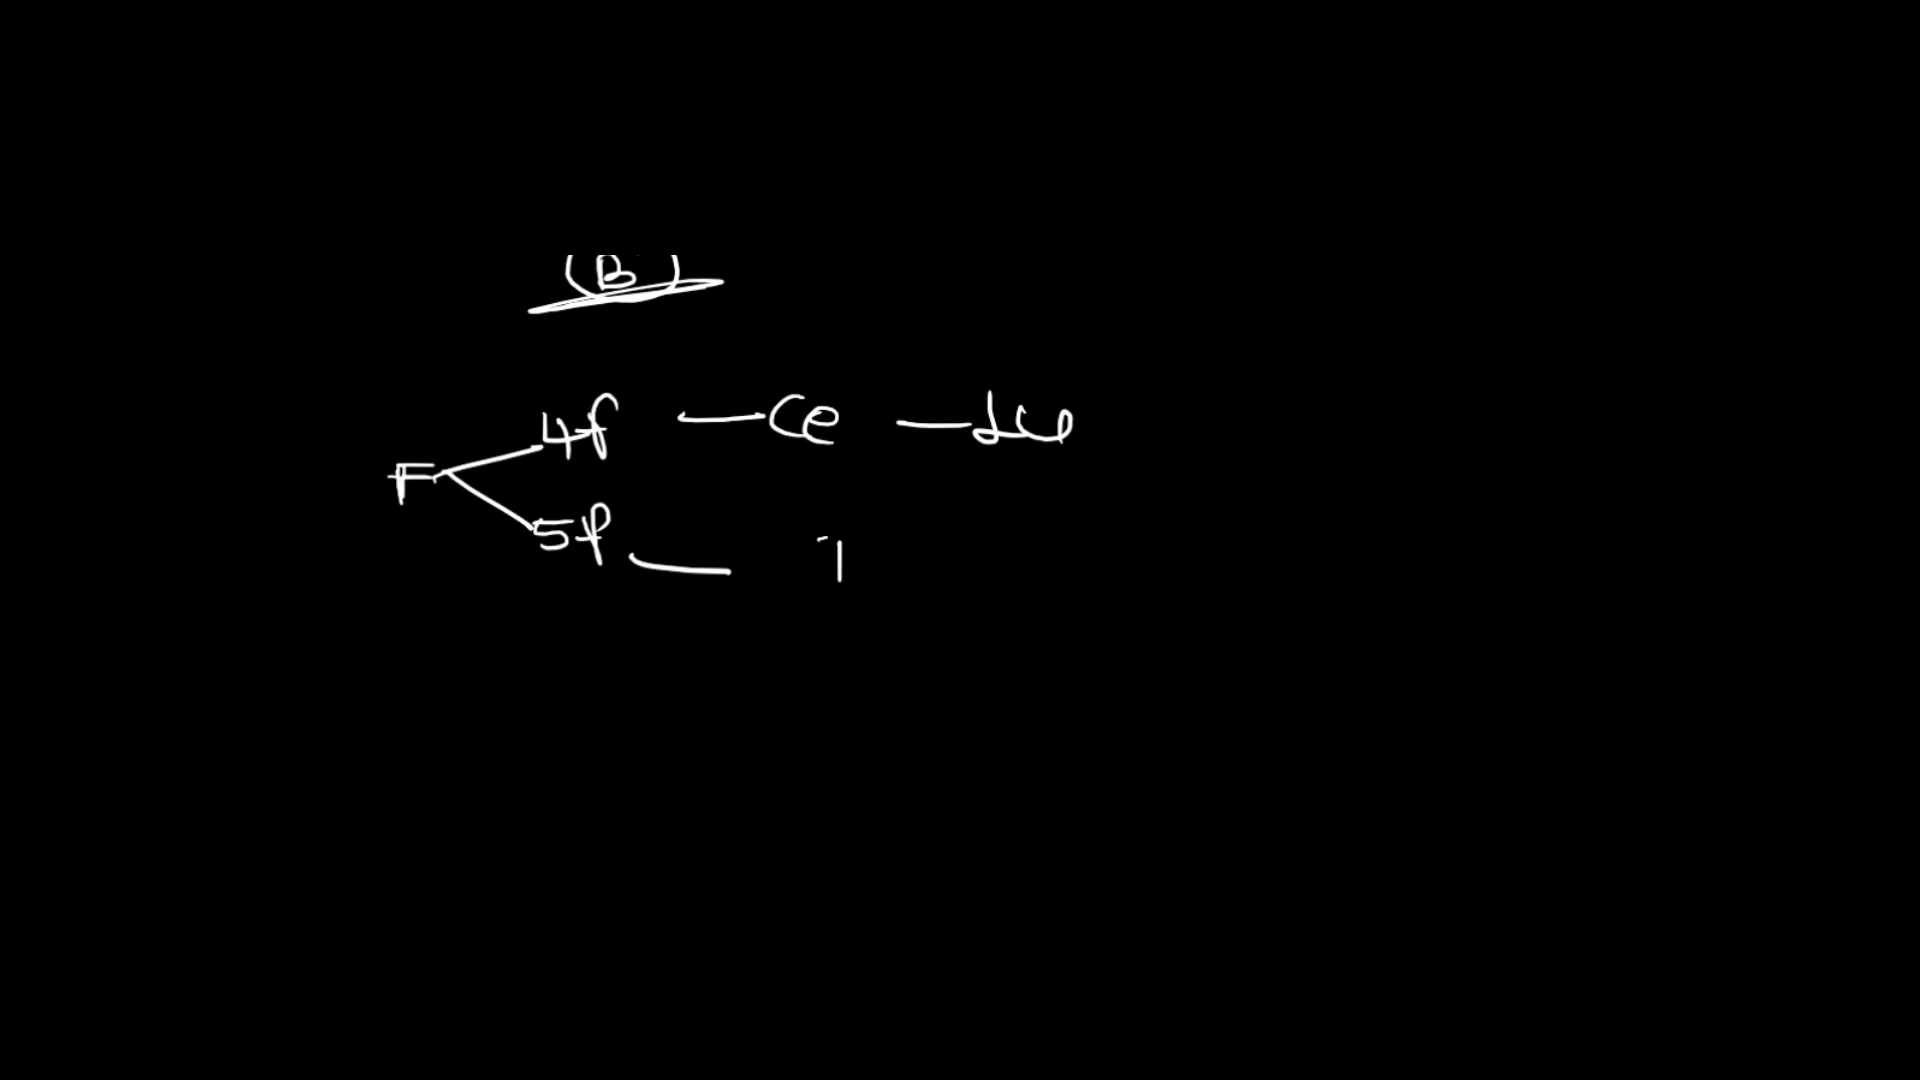 (B)
4f — Ce — Lu
F
5f —